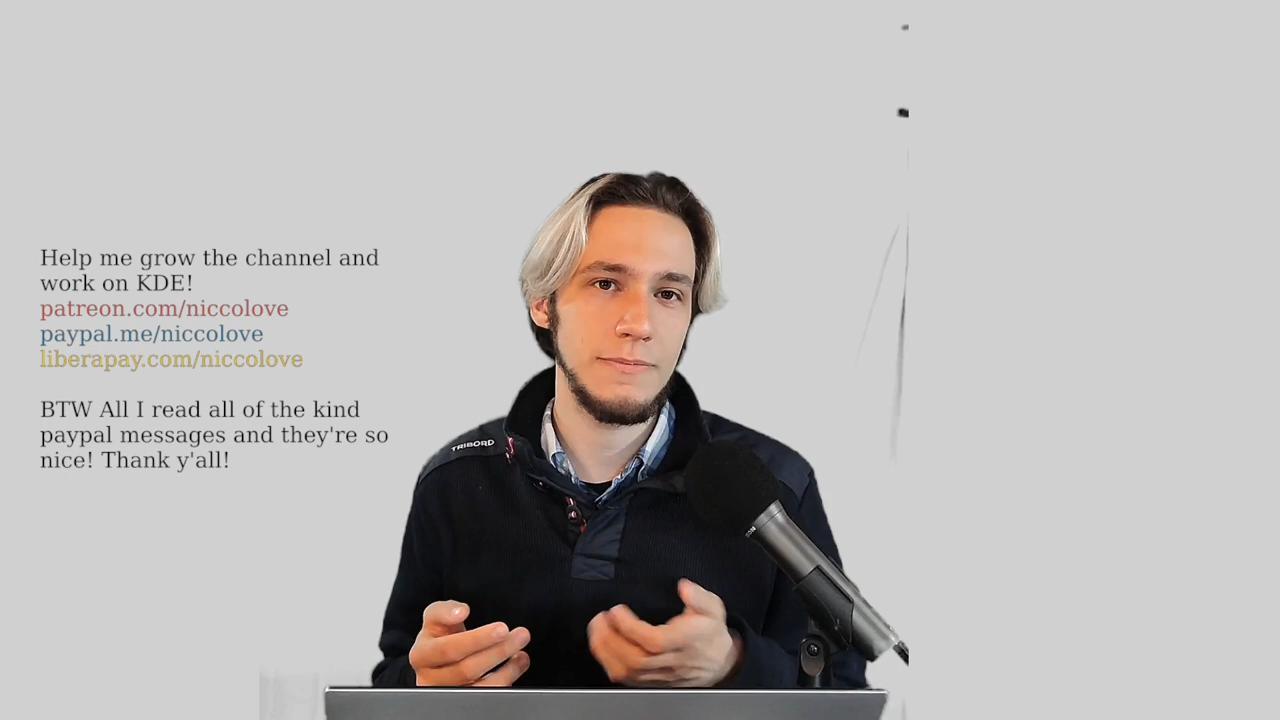 Help me grow the channel and
work on KDE!
patreon.com/niccolove
paypal.me/niccolove
liberapay.com/niccolove
BTW All I read all of the kind
paypal messages and they're so
nice! Thank y'all!
TRIBORD